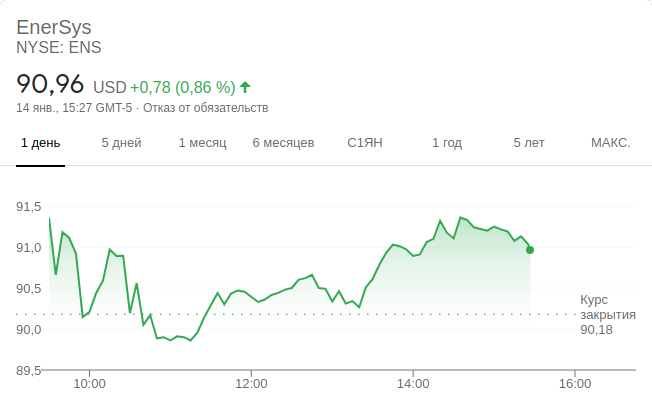 EnerSys
NYSE: ENS
90,96 USD +0,78 (0,86 %)
14 янв., 15:27 GMT-5 · Отказ от обязательств
1 день 5 дней 1 месяц 6 месяцев С1ЯН 1 год 5 лет МАКС.
91,5
91,0
90,5
90,0
89,5
Курс
закрытия
90,18
10:00 12:00 14:00 16:00